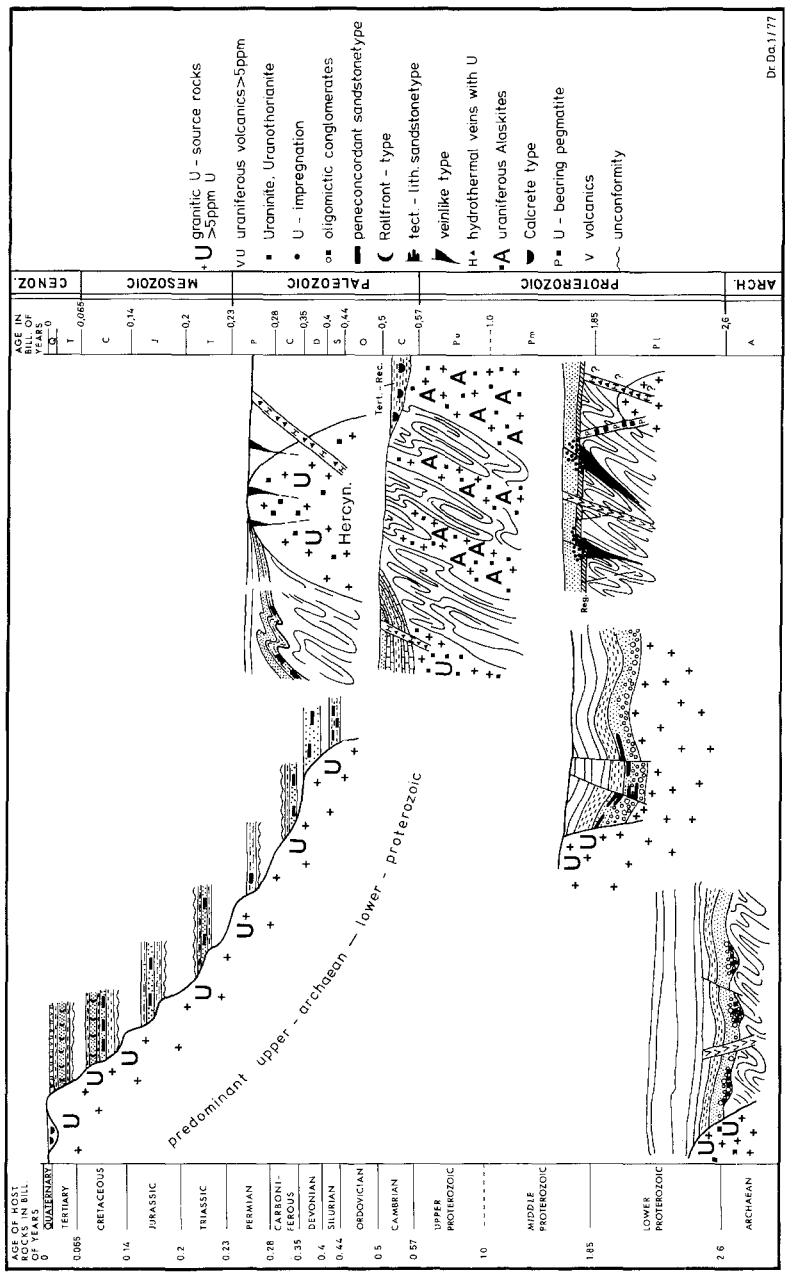 AGE OF HOST
ROCKS IN BILL.
OF YEARS
0
QUATERNARY
TERTIARY
0.065
CRETACEOUS
0.14
JURASSIC
0.2
TRIASSIC
0.23
PERMIAN
0.28
CARBONI-
FEROUS
0.35
DEVONIAN
0.4
SILURIAN
0.44
ORDOVICIAN
0.5
CAMBRIAN
0.57
UPPER
PROTEROZOIC
1.0
MIDDLE
PROTEROZOIC
1.85
LOWER
PROTEROZOIC
2.6
ARCHAEAN
predominant upper - archaean — lower - proterozoic
U
U
U
U
U
U
U
U
U
U
U
U
U
U
Hercyn.
U
Tert.-Rec.
A
A
A
A
A
A
A
A
A
A
A
Reg.
?
?
AGE IN
BILL. OF
YEARS
0
Q
T
0,065
C
0,14
J
0,2
T
0,23
P
0,28
C
0,35
D
0,4
S
0,44
O
0,5
C
0,57
Pu
1.0
Pm
1,85
Pl
2,6
A
CENOZ.
MESOZOIC
PALEOZOIC
PROTEROZOIC
ARCH.
U granitic U - source rocks
>5ppm U
VU uraniferous volcanics>5ppm
Uraninite, Uranothorianite
U - impregnation
oligomictic conglomerates
peneconcordant sandstonetype
Rollfront - type
tect. - lith. sandstonetype
veinlike type
H hydrothermal veins with U
A uraniferous Alaskites
Calcrete type
P U - bearing pegmatite
V volcanics
unconformity
Dr. Da. 1/77